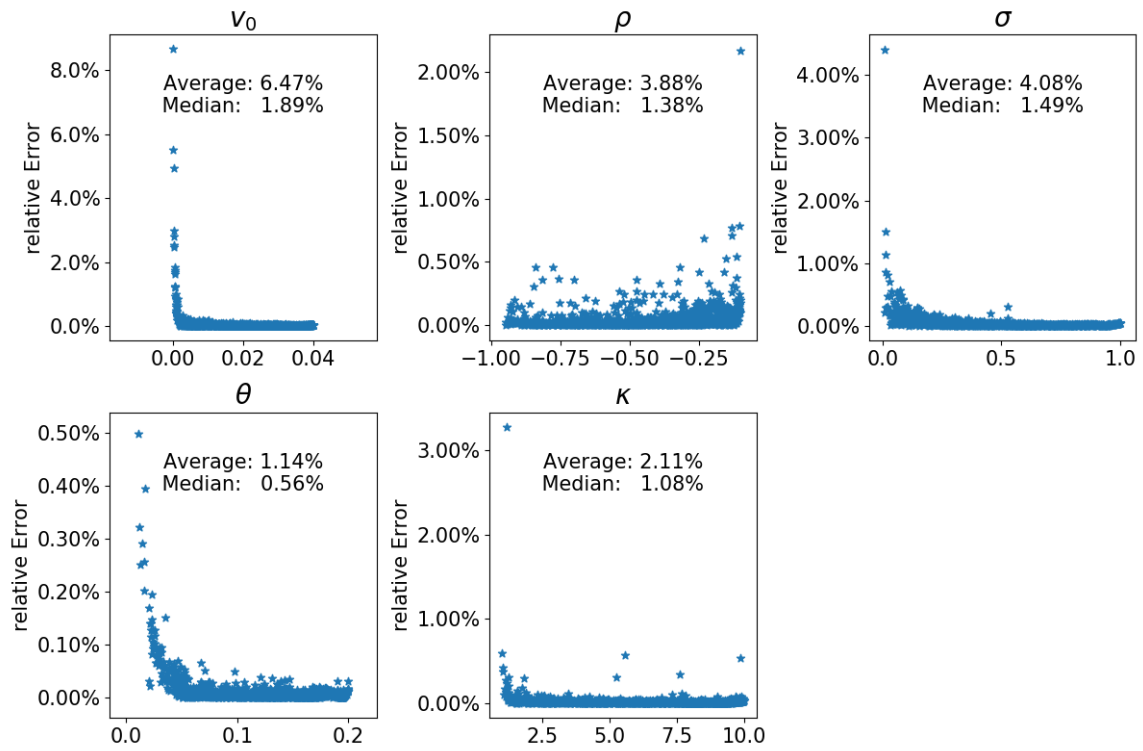 v₀
8.0%
6.0%
4.0%
2.0%
0.0%
relative Error
Average: 6.47%
Median: 1.89%
0.00 0.02 0.04
ρ
2.00%
1.50%
1.00%
0.50%
0.00%
relative Error
Average: 3.88%
Median: 1.38%
−1.00 −0.75 −0.50 −0.25
σ
4.00%
3.00%
2.00%
1.00%
0.00%
relative Error
Average: 4.08%
Median: 1.49%
0.0 0.5 1.0
θ
0.50%
0.40%
0.30%
0.20%
0.10%
0.00%
relative Error
Average: 1.14%
Median: 0.56%
0.0 0.1 0.2
κ
3.00%
2.00%
1.00%
0.00%
relative Error
Average: 2.11%
Median: 1.08%
2.5 5.0 7.5 10.0